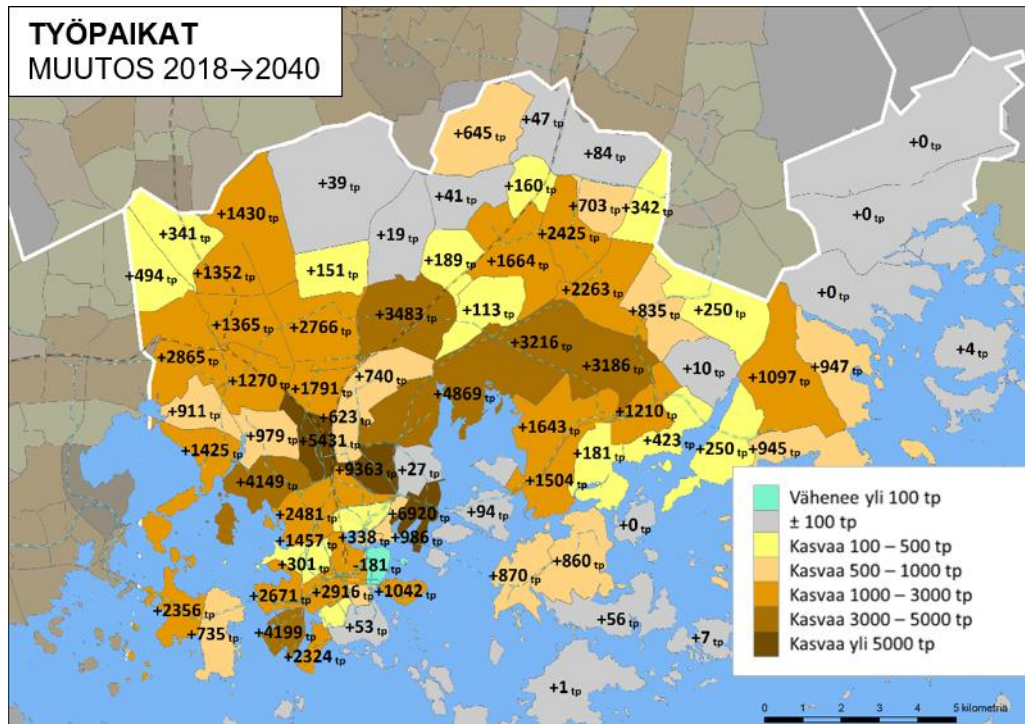 TYÖPAIKAT
MUUTOS 2018→2040
+645 tp
+47 tp
+84 tp
+0 tp
+39 tp
+41 tp
+160 tp
+703 tp
+342 tp
+1430 tp
+341 tp
+19 tp
+2425 tp
+0 tp
+494 tp
+1352 tp
+151 tp
+189 tp
+1664 tp
+2263 tp
+0 tp
+1365 tp
+2766 tp
+3483 tp
+113 tp
+835 tp
+250 tp
+2865 tp
+3216 tp
+4 tp
+1270 tp
+1791 tp
+740 tp
+3186 tp
+10 tp
+1097 tp
+947 tp
+911 tp
+623 tp
+4869 tp
+1210 tp
+1425 tp
+979 tp
+5431 tp
+1643 tp
+423 tp
+250 tp
+945 tp
+4149 tp
+9363 tp
+27 tp
+1504 tp
+181 tp
+2481 tp
+6920 tp
+94 tp
+0 tp
+1457 tp
+338 tp
+986 tp
+301 tp
-181 tp
+870 tp
+860 tp
+2671 tp
+2916 tp
+1042 tp
+2356 tp
+735 tp
+4199 tp
+53 tp
+56 tp
+7 tp
+2324 tp
+1 tp
Vähenee yli 100 tp
± 100 tp
Kasvaa 100 – 500 tp
Kasvaa 500 – 1000 tp
Kasvaa 1000 – 3000 tp
Kasvaa 3000 – 5000 tp
Kasvaa yli 5000 tp
0 1 2 3 4 5 kilometriä